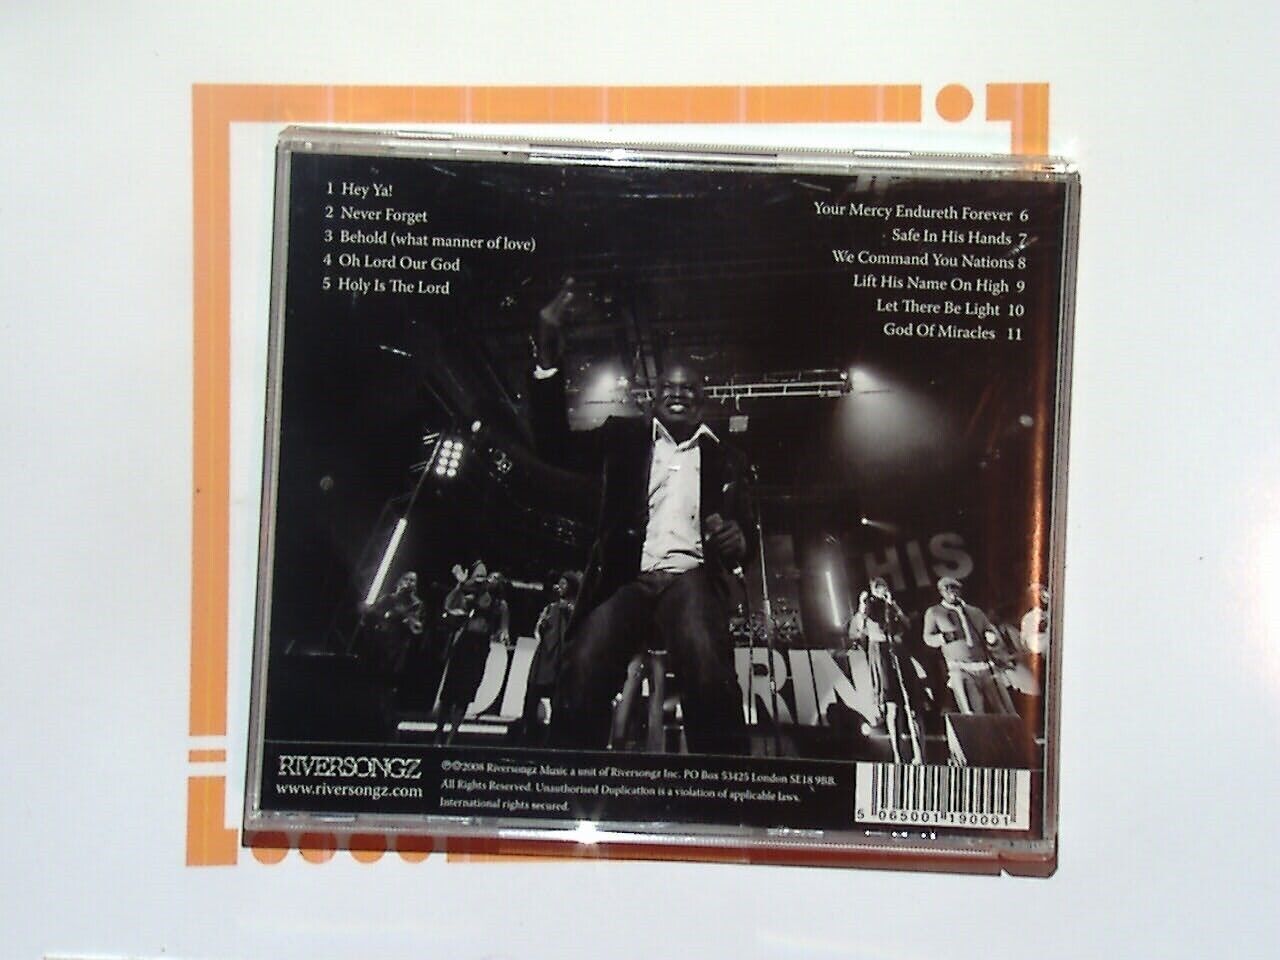 1 Hey Ya!
2 Never Forget
3 Behold (what manner of love)
4 Oh Lord Our God
5 Holy Is The Lord
Your Mercy Endureth Forever 6
Safe In His Hands 7
We Command You Nations 8
Lift His Name On High 9
Let There Be Light 10
God Of Miracles 11
HIS
RIN
RIVERSONGZ
www.riversongz.com
℗©2008 Riversongz Music a unit of Riversongz Inc. PO Box 53425 London SE18 9BB.
All Rights Reserved. Unauthorised Duplication is a violation of applicable laws.
International rights secured.
5 065001 190001